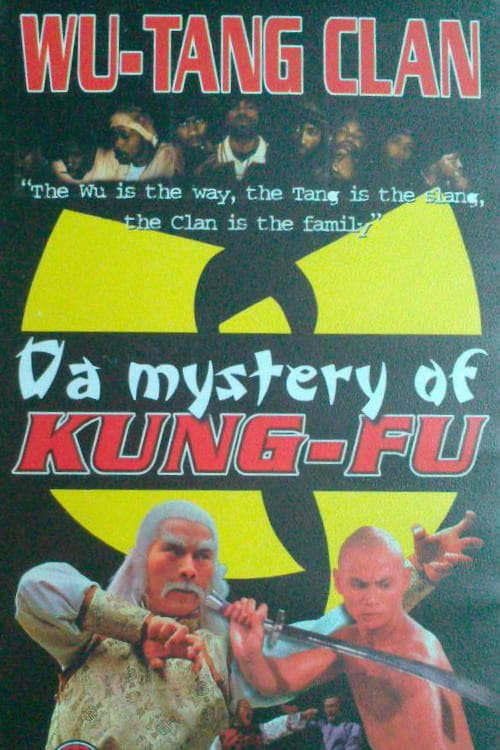 WU-TANG CLAN
"The Wu is the way, the Tang is the slang,
the Clan is the family"
Da mystery of
KUNG-FU